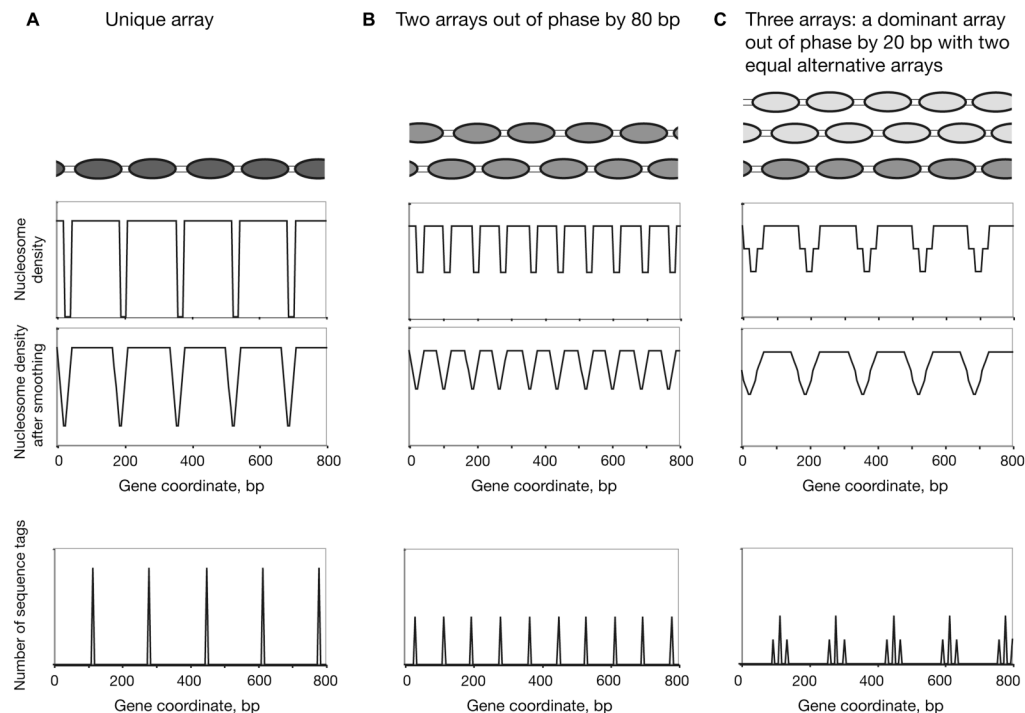 A Unique array
B Two arrays out of phase by 80 bp
C Three arrays: a dominant array
out of phase by 20 bp with two
equal alternative arrays
Nucleosome
density
Nucleosome density
after smoothing
0 200 400 600 800
Gene coordinate, bp
0 200 400 600 800
Gene coordinate, bp
0 200 400 600 800
Gene coordinate, bp
Number of sequence tags
0 200 400 600 800
Gene coordinate, bp
0 200 400 600 800
Gene coordinate, bp
0 200 400 600 800
Gene coordinate, bp